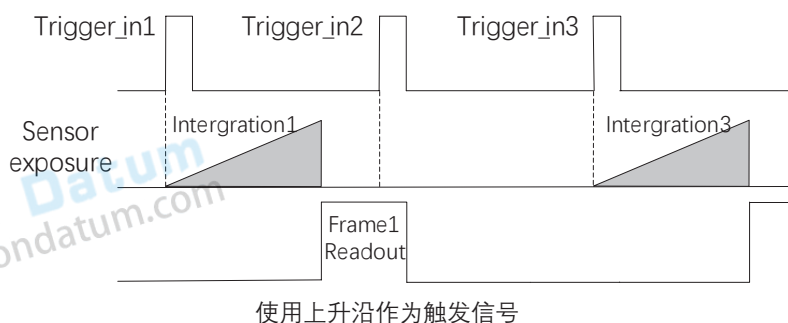 Trigger_in1 Trigger_in2 Trigger_in3
Intergration1 Intergration3
Sensor
exposure
Datum
ondatum.com
Frame1
Readout
使用上升沿作为触发信号